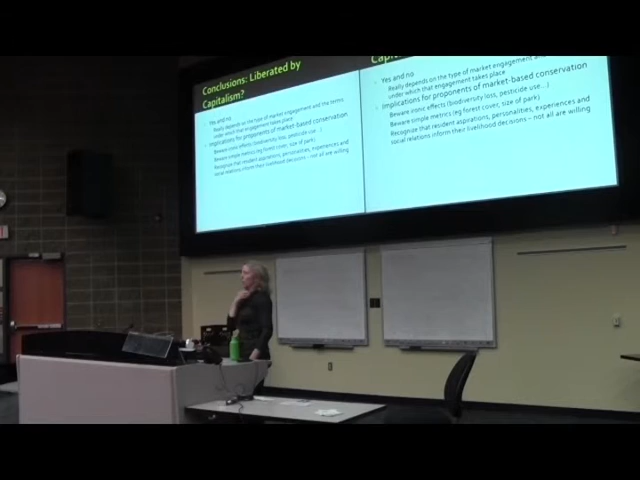 Conclusions: Liberated by
Capitalism?
Yes and no
Really depends on the type of market engagement and the terms
under which that engagement takes place
Implications for proponents of market-based conservation
Beware ironic effects (biodiversity loss, pesticide use...)
Beware simple metrics (eg forest cover, size of park)
Recognize that resident aspirations, personalities, experiences and
social relations inform their livelihood decisions – not all are willing
Yes and no
Really depends on the type of market engagement
under which that engagement takes place
Implications for proponents of market-based conservation
Beware ironic effects (biodiversity loss, pesticide use...)
Beware simple metrics (eg forest cover, size of park)
Recognize that resident aspirations, personalities, experiences and
social relations inform their livelihood decisions – not all are willing